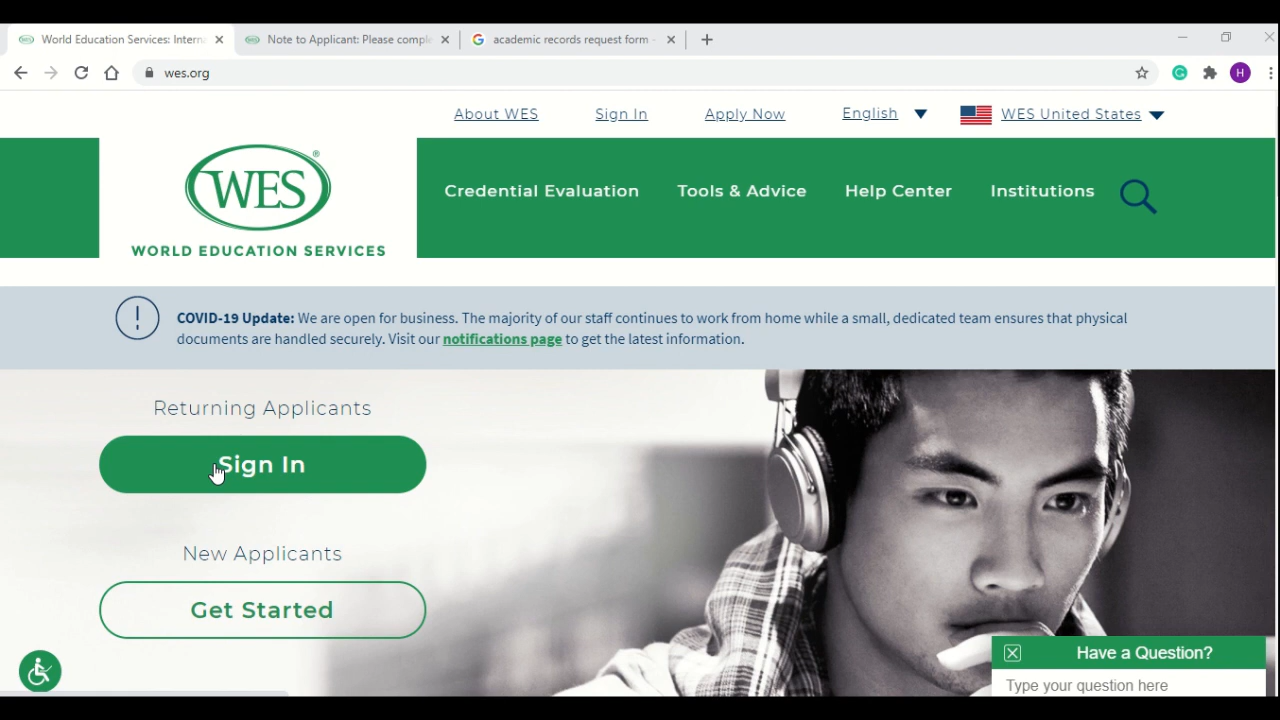 World Education Services: Interna
Note to Applicant: Please comple
academic records request form -
wes.org
H
About WES
Sign In
Apply Now
English
WES United States
WES
®
WORLD EDUCATION SERVICES
Credential Evaluation
Tools & Advice
Help Center
Institutions
COVID-19 Update: We are open for business. The majority of our staff continues to work from home while a small, dedicated team ensures that physical
documents are handled securely. Visit our notifications page to get the latest information.
Returning Applicants
Sign In
New Applicants
Get Started
Have a Question?
Type your question here